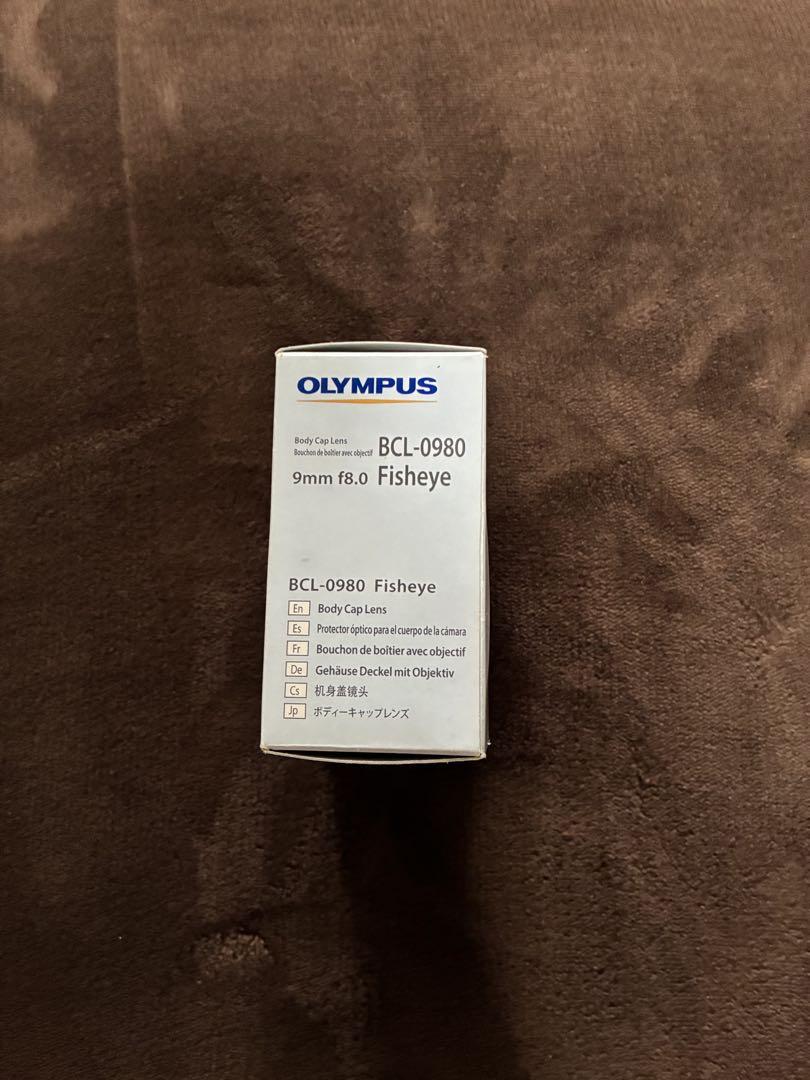 OLYMPUS
Body Cap Lens
Bouchon de boîtier avec objectif
BCL-0980
9mm f8.0 Fisheye
BCL-0980 Fisheye
En Body Cap Lens
Es Protector óptico para el cuerpo de la cámara
Fr Bouchon de boîtier avec objectif
De Gehäuse Deckel mit Objektiv
Cs 机身盖镜头
Jp ボディーキャップレンズ